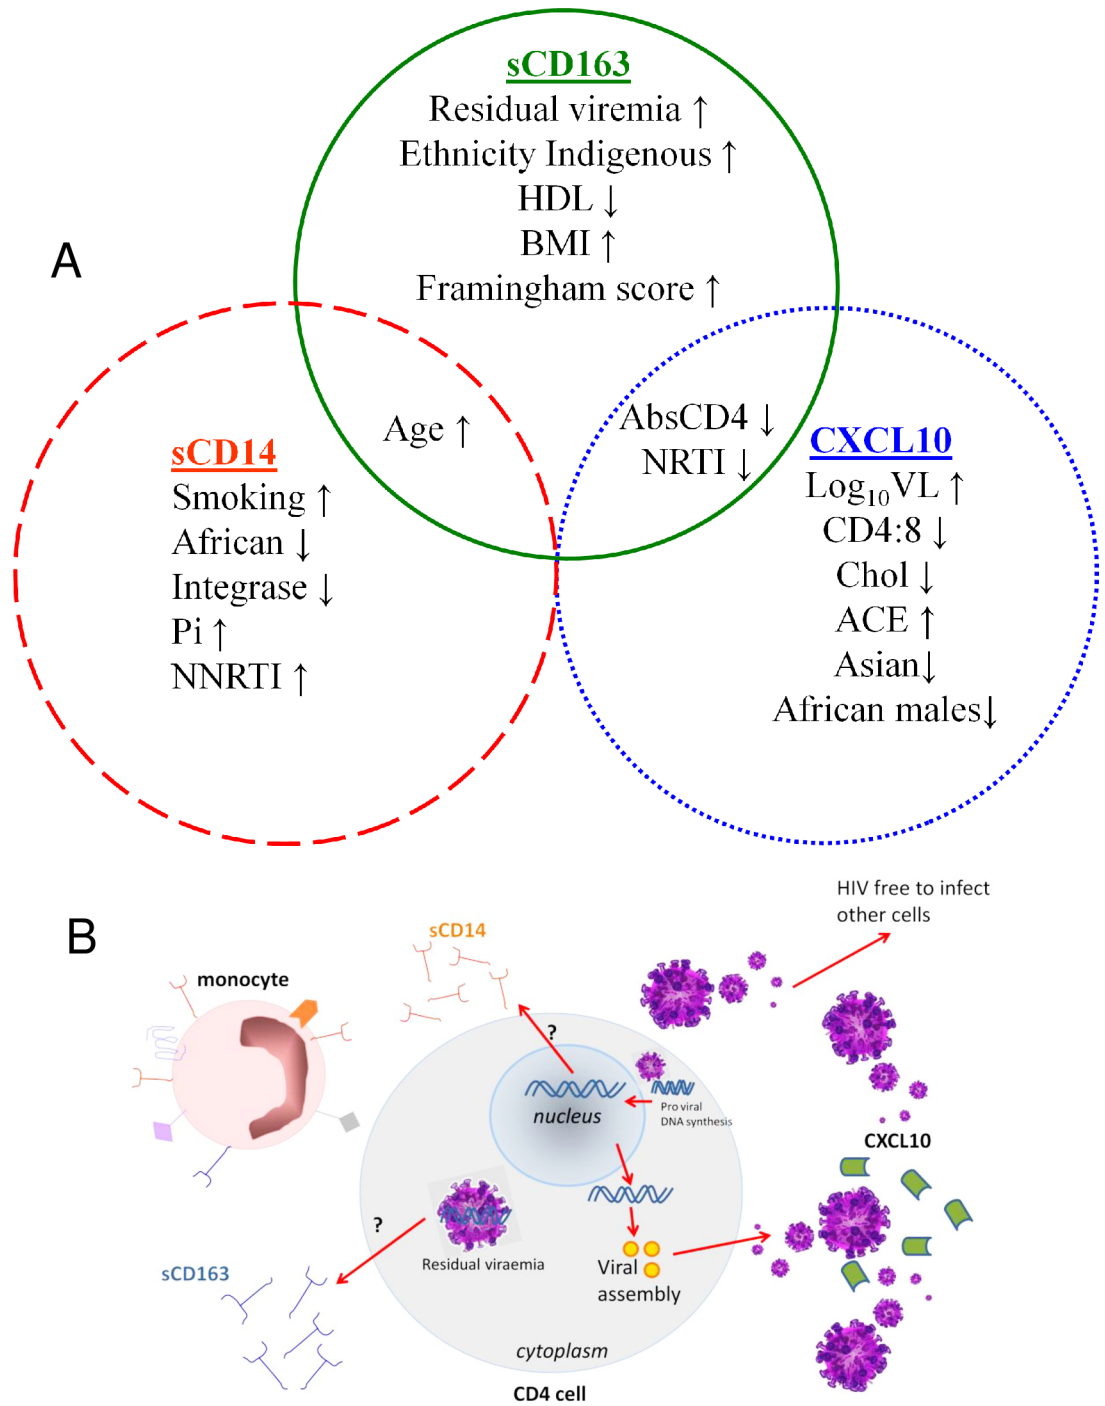 A
sCD163
Residual viremia ↑
Ethnicity Indigenous ↑
HDL ↓
BMI ↑
Framingham score ↑
Age ↑
AbsCD4 ↓
NRTI ↓
sCD14
Smoking ↑
African ↓
Integrase ↓
Pi ↑
NNRTI ↑
CXCL10
Log₁₀VL ↑
CD4:8 ↓
Chol ↓
ACE ↑
Asian↓
African males↓
B
HIV free to infect
other cells
sCD14
monocyte
?
nucleus
Pro viral
DNA synthesis
CXCL10
?
Residual viraemia
sCD163
Viral
assembly
cytoplasm
CD4 cell